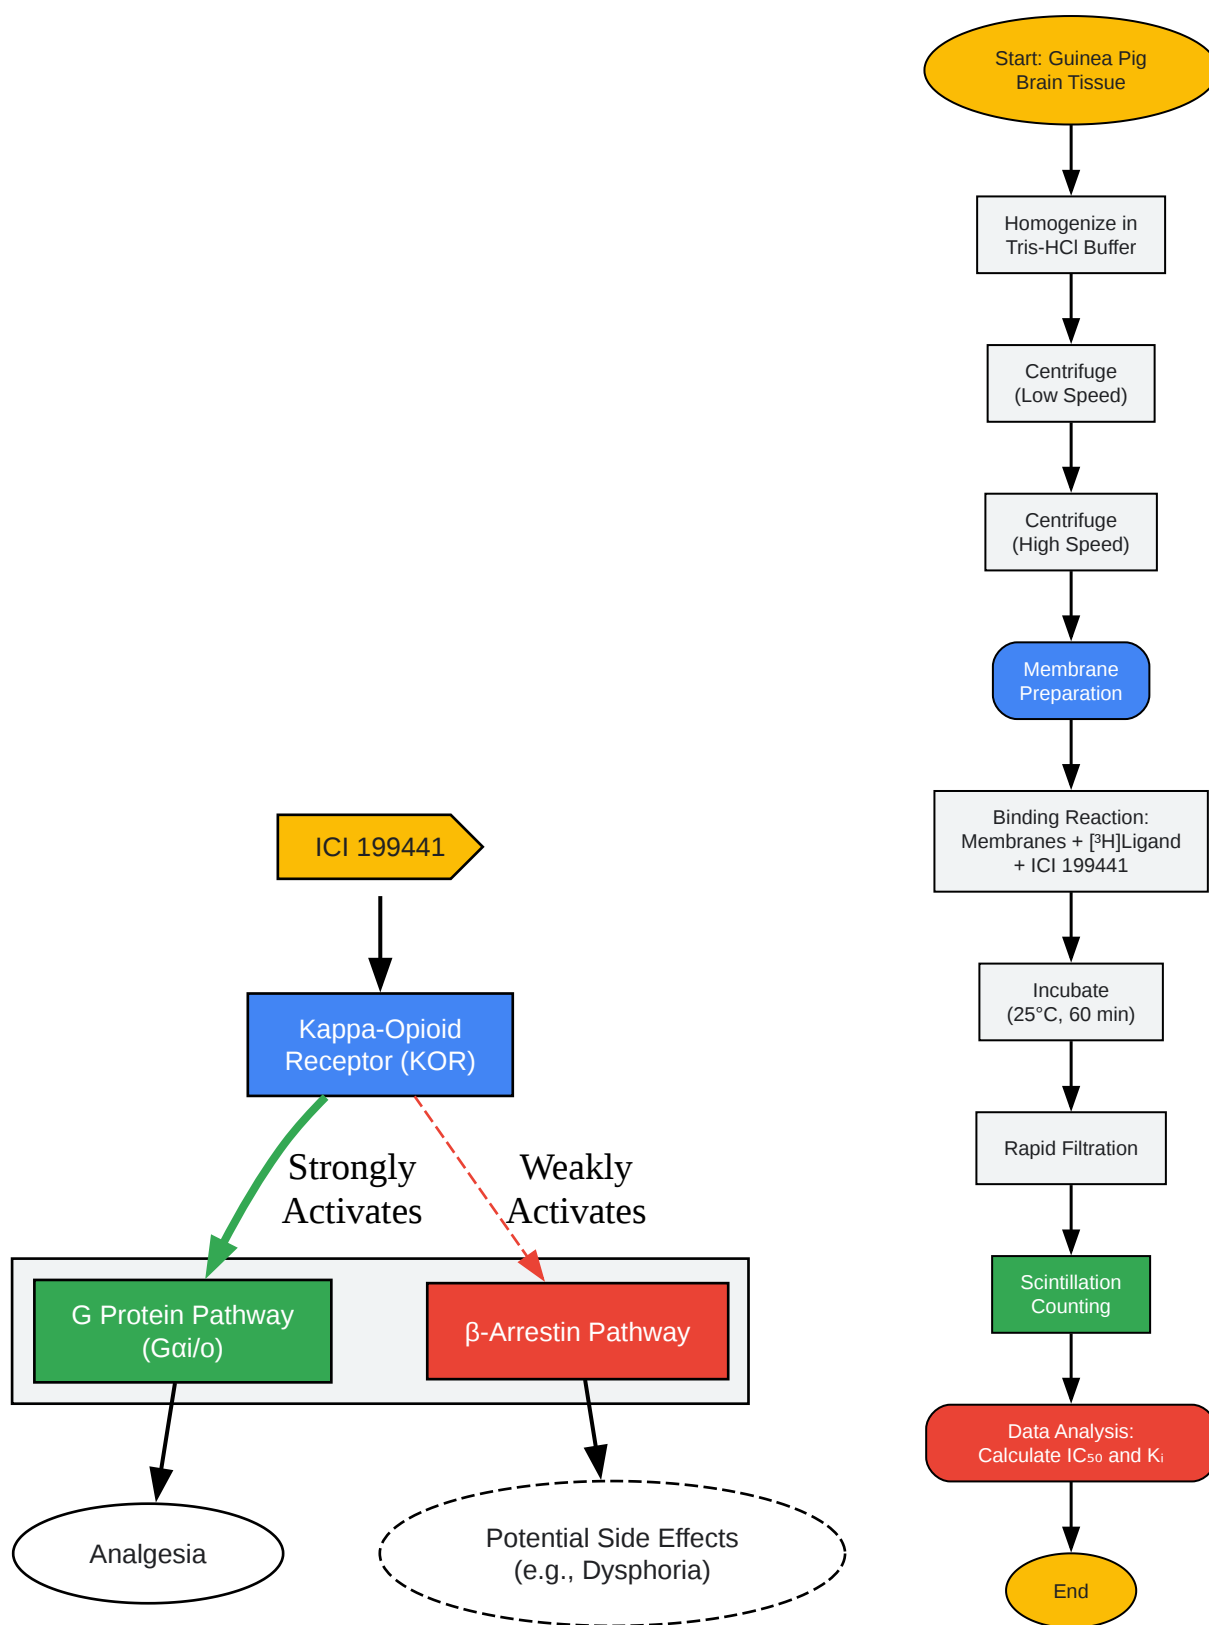 ICI 199441
Kappa-Opioid
Receptor (KOR)
Strongly
Activates
Weakly
Activates
G Protein Pathway
(Gαi/o)
β-Arrestin Pathway
Analgesia
Potential Side Effects
(e.g., Dysphoria)
Start: Guinea Pig
Brain Tissue
Homogenize in
Tris-HCl Buffer
Centrifuge
(Low Speed)
Centrifuge
(High Speed)
Membrane
Preparation
Binding Reaction:
Membranes + [³H]Ligand
+ ICI 199441
Incubate
(25°C, 60 min)
Rapid Filtration
Scintillation
Counting
Data Analysis:
Calculate IC₅₀ and Kᵢ
End